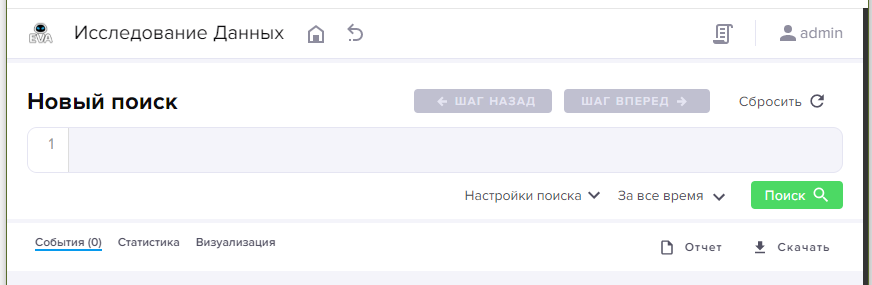 EVA Исследование Данных admin
Новый поиск ШАГ НАЗАД ШАГ ВПЕРЕД Сбросить
1
Настройки поиска За все время Поиск
События (0) Статистика Визуализация Отчет Скачать